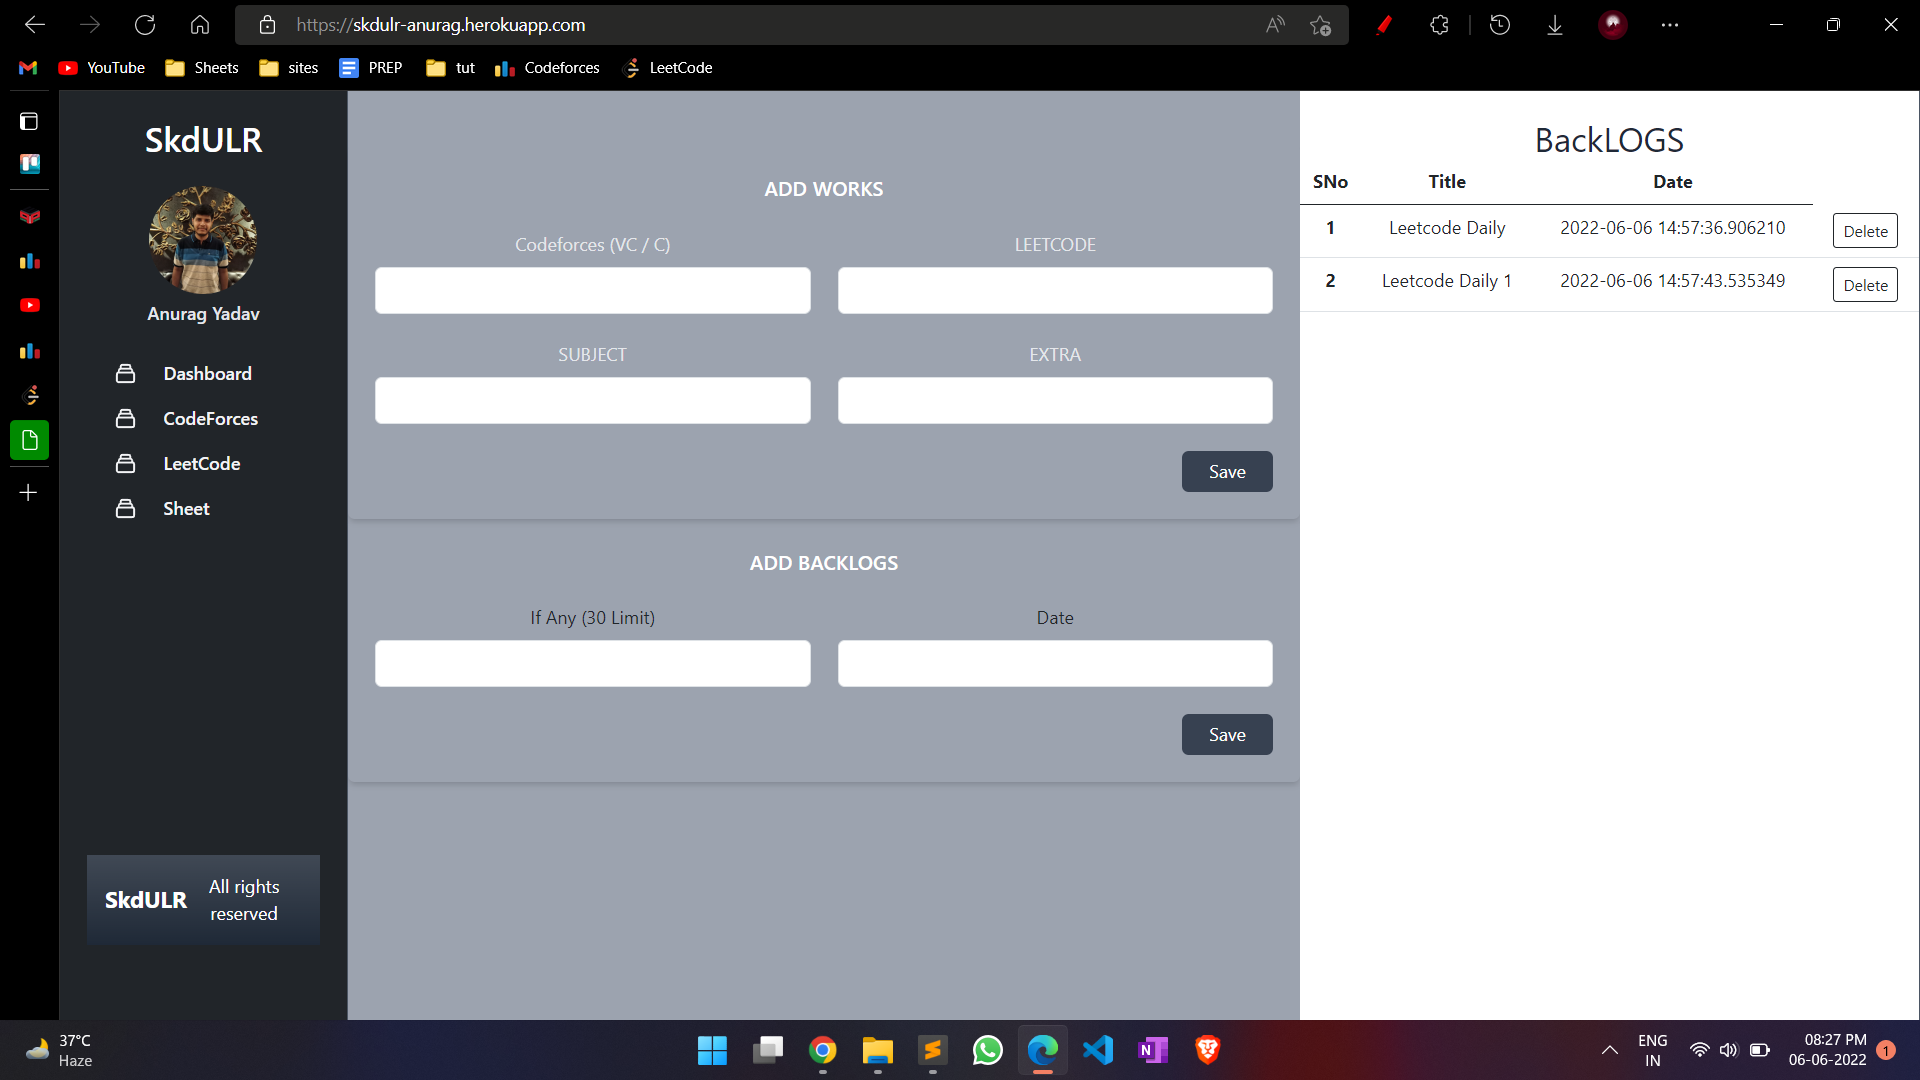 https://skdulr-anurag.herokuapp.com
YouTube Sheets sites PREP tut Codeforces LeetCode
SkdULR
Anurag Yadav
Dashboard
CodeForces
LeetCode
Sheet
SkdULR All rights
reserved
ADD WORKS
Codeforces (VC / C) LEETCODE
SUBJECT EXTRA
Save
ADD BACKLOGS
If Any (30 Limit) Date
Save
BackLOGS
SNo Title Date
1 Leetcode Daily 2022-06-06 14:57:36.906210 Delete
2 Leetcode Daily 1 2022-06-06 14:57:43.535349 Delete
37°C
Haze
N
ENG
IN
08:27 PM
06-06-2022
1